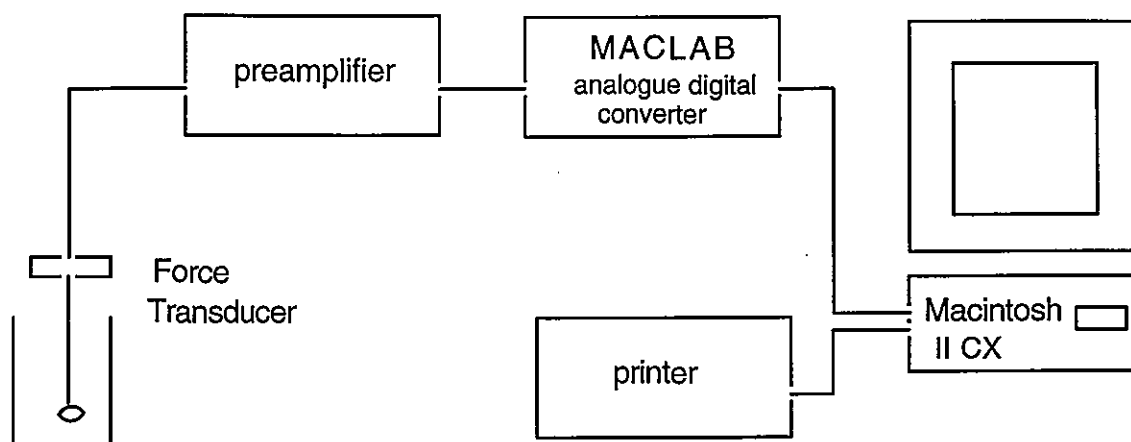 preamplifier
MACLAB
analogue digital
converter
Force
Transducer
Macintosh
II CX
printer